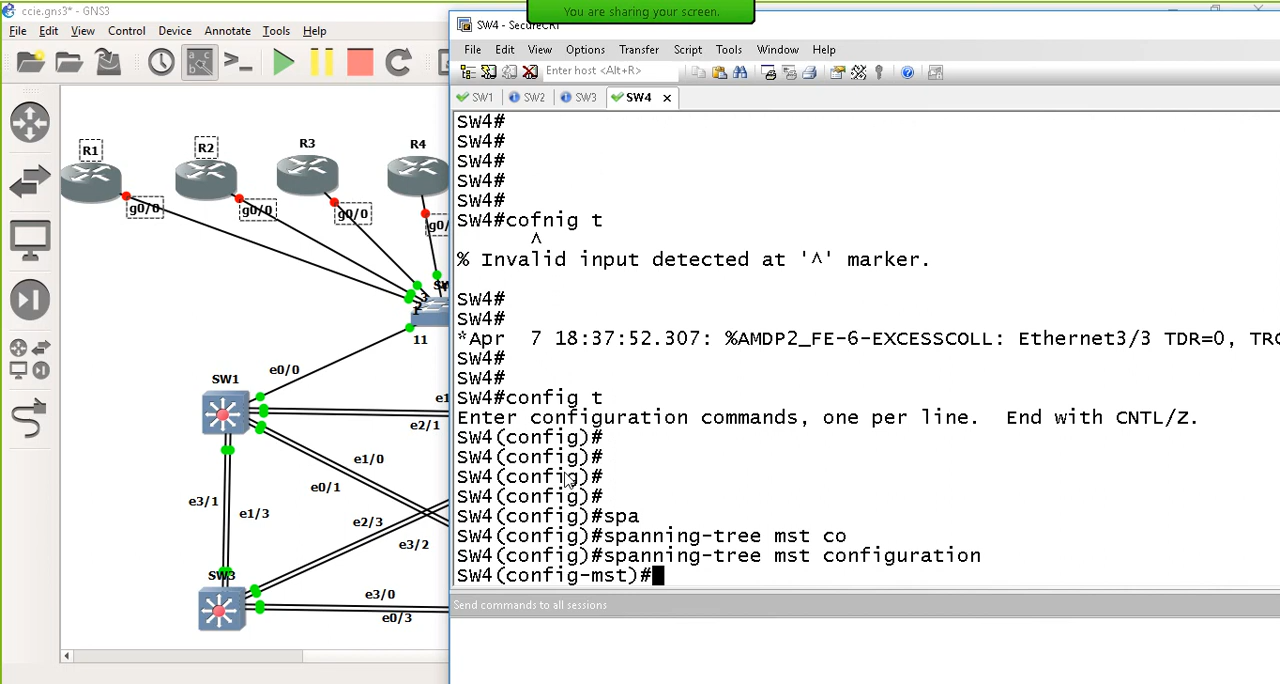 You are sharing your screen.
ccie.gns3* - GNS3
File Edit View Control Device Annotate Tools Help
R1
R2
R3
R4
g0/0
g0/0
g0/0
11
SW1
e0/0
e2/1
e1/0
e0/1
e3/1
e1/3
e2/3
e3/2
SW3
e3/0
e0/3
File Edit View Options Transfer Script Tools Window Help
Enter host <Alt+R>
SW1 SW2 SW3 SW4
SW4#
SW4#
SW4#
SW4#
SW4#
SW4#cofnig t
^
% Invalid input detected at '^' marker.
SW4#
SW4#
*Apr 7 18:37:52.307: %AMDP2_FE-6-EXCESSCOLL: Ethernet3/3 TDR=0, TRC
SW4#
SW4#
SW4#config t
Enter configuration commands, one per line. End with CNTL/Z.
SW4(config)#
SW4(config)#
SW4(config)#
SW4(config)#
SW4(config)#spa
SW4(config)#spanning-tree mst co
SW4(config)#spanning-tree mst configuration
SW4(config-mst)#
Send commands to all sessions